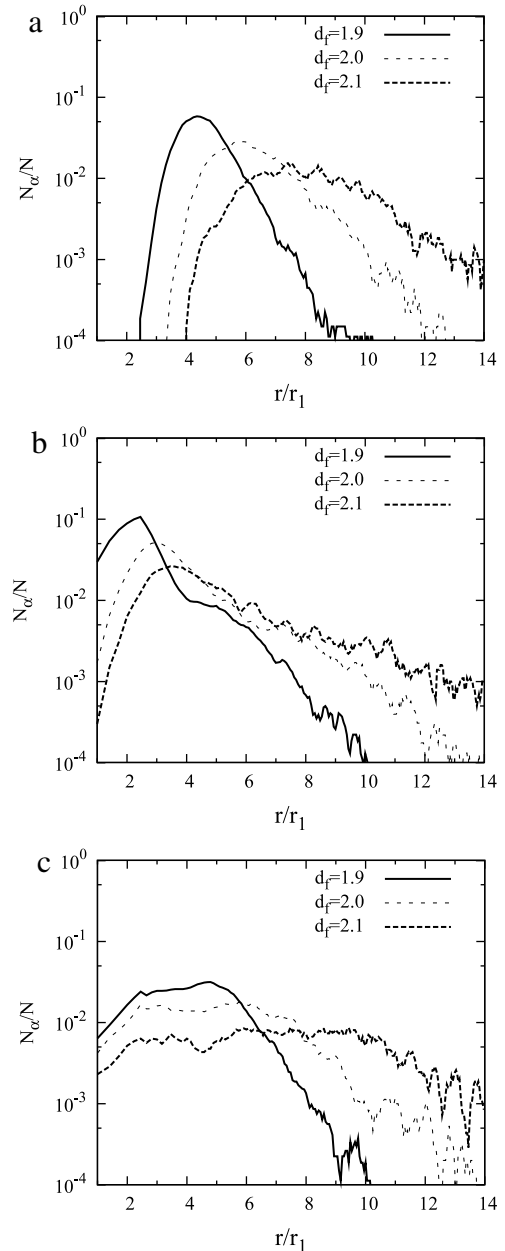 a
d_f=1.9
d_f=2.0
d_f=2.1
10^0
10^-1
10^-2
10^-3
10^-4
N_α/N
2 4 6 8 10 12 14
r/r_1
b
d_f=1.9
d_f=2.0
d_f=2.1
10^0
10^-1
10^-2
10^-3
10^-4
N_α/N
2 4 6 8 10 12 14
r/r_1
c
d_f=1.9
d_f=2.0
d_f=2.1
10^0
10^-1
10^-2
10^-3
10^-4
N_α/N
2 4 6 8 10 12 14
r/r_1